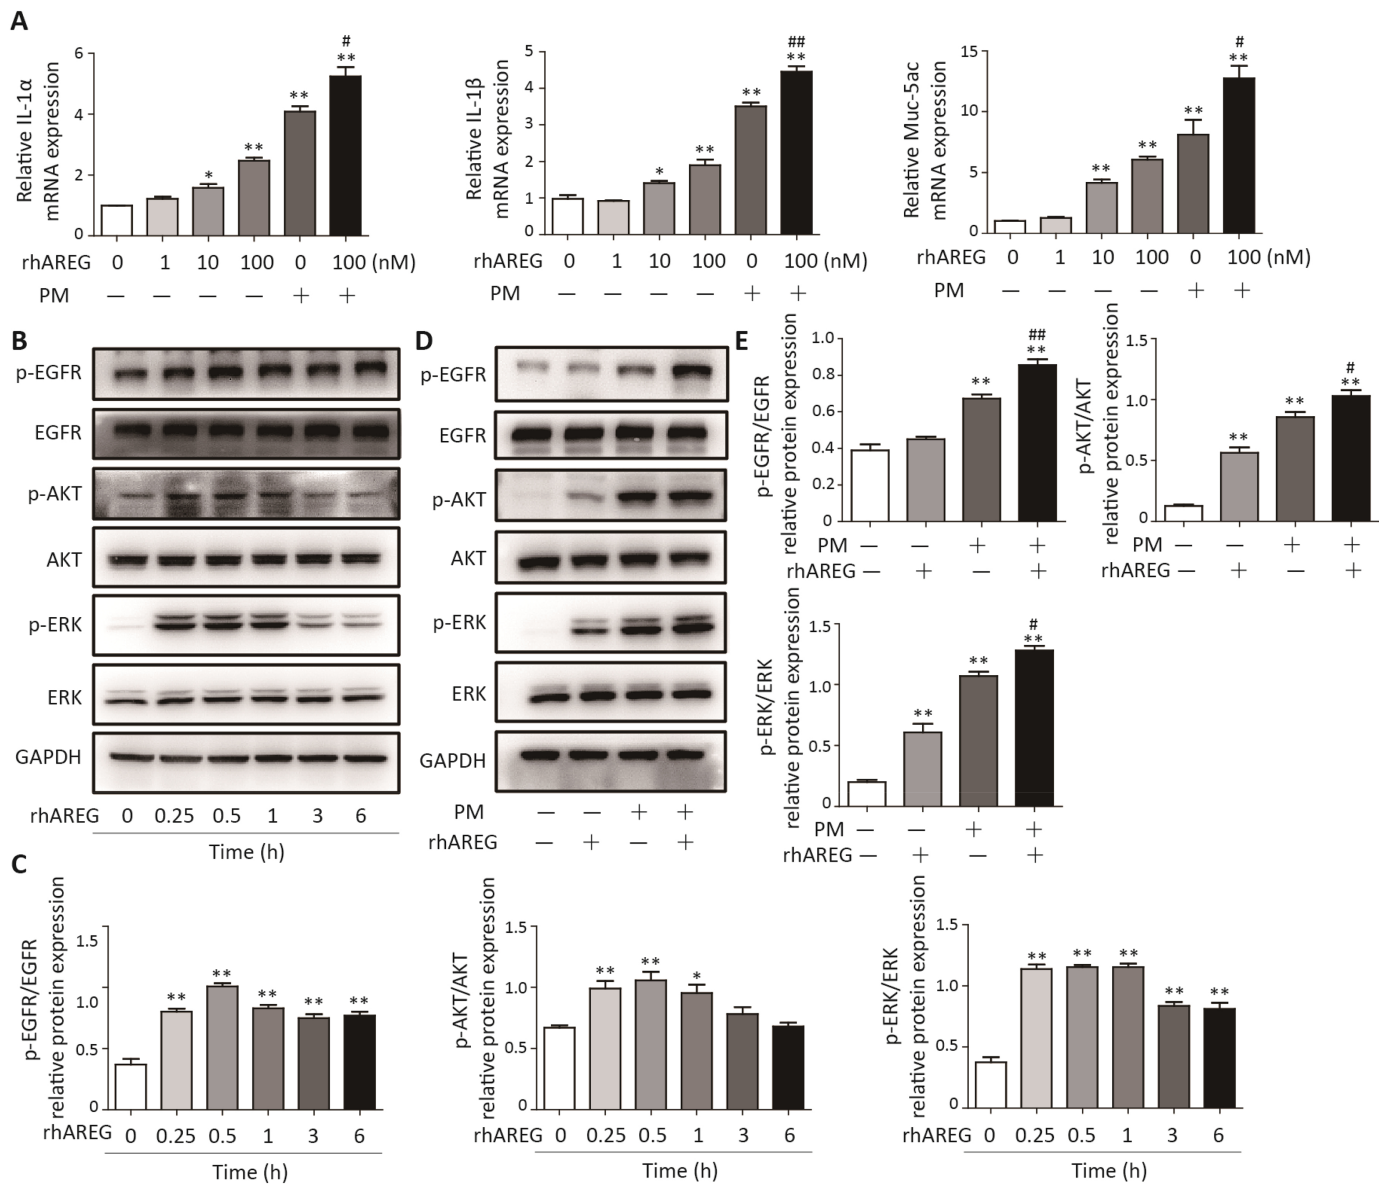 A
Relative IL-1α
mRNA expression
6
4
2
0
*
**
**
#
**
rhAREG 0 1 10 100 0 100 (nM)
PM — — — — + +
Relative IL-1β
mRNA expression
5
4
3
2
1
0
*
**
**
##
**
rhAREG 0 1 10 100 0 100 (nM)
PM — — — — + +
Relative Muc-5ac
mRNA expression
15
10
5
0
**
**
**
#
**
rhAREG 0 1 10 100 0 100 (nM)
PM — — — — + +
B
p-EGFR
EGFR
p-AKT
AKT
p-ERK
ERK
GAPDH
rhAREG 0 0.25 0.5 1 3 6
Time (h)
D
p-EGFR
EGFR
p-AKT
AKT
p-ERK
ERK
GAPDH
PM — — + +
rhAREG — + — +
E
p-EGFR/EGFR
relative protein expression
1.0
0.8
0.6
0.4
0.2
0
**
##
**
PM — — + +
rhAREG — + — +
p-AKT/AKT
relative protein expression
1.5
1.0
0.5
0
**
**
#
**
PM — — + +
rhAREG — + — +
p-ERK/ERK
relative protein expression
1.5
1.0
0.5
0
**
**
#
**
PM — — + +
rhAREG — + — +
C
p-EGFR/EGFR
relative protein expression
1.5
1.0
0.5
0
**
**
**
**
**
rhAREG 0 0.25 0.5 1 3 6
Time (h)
p-AKT/AKT
relative protein expression
1.5
1.0
0.5
0
**
**
*
rhAREG 0 0.25 0.5 1 3 6
Time (h)
p-ERK/ERK
relative protein expression
1.5
1.0
0.5
0
**
**
**
**
**
rhAREG 0 0.25 0.5 1 3 6
Time (h)